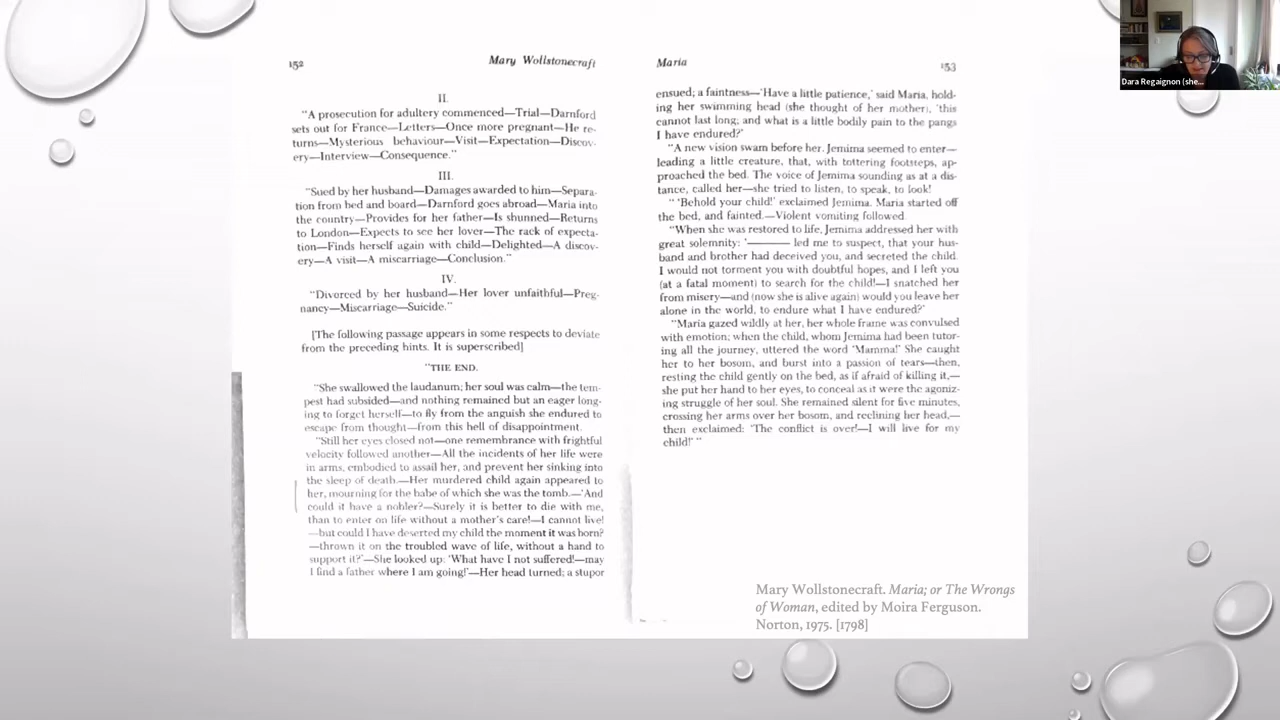 152 Mary Wollstonecraft
II.
"A prosecution for adultery commenced—Trial—Darnford
sets out for France—Letters—Once more pregnant—He re-
turns—Mysterious behaviour—Visit—Expectation—Discov-
ery—Interview—Consequence."
III.
"Sued by her husband—Damages awarded to him—Separa-
tion from bed and board—Darnford goes abroad—Maria into
the country—Provides for her father—Is shunned—Returns
to London—Expects to see her lover—The rack of expecta-
tion—Finds herself again with child—Delighted—A discov-
ery—A visit—A miscarriage—Conclusion."
IV.
"Divorced by her husband—Her lover unfaithful—Preg-
nancy—Miscarriage—Suicide."
[The following passage appears in some respects to deviate
from the preceding hints. It is superscribed]
"THE END.
"She swallowed the laudanum; her soul was calm—the tem-
pest had subsided—and nothing remained but an eager long-
ing to forget herself—to fly from the anguish she endured to
escape from thought—from this hell of disappointment.
"Still her eyes closed not—one remembrance with frightful
velocity followed another—All the incidents of her life were
in arms, embodied to assail her, and prevent her sinking into
the sleep of death.—Her murdered child again appeared to
her, mourning for the babe of which she was the tomb.—'And
could it have a nobler?—Surely it is better to die with me,
than to enter on life without a mother's care!—I cannot live!
—but could I have deserted my child the moment it was born?
—thrown it on the troubled wave of life, without a hand to
support it?'—She looked up: 'What have I not suffered!—may
I find a father where I am going!'—Her head turned; a stupor
Maria 153
ensued; a faintness—'Have a little patience,' said Maria, hold-
ing her swimming head (she thought of her mother), 'this
cannot last long; and what is a little bodily pain to the pangs
I have endured?'
"A new vision swam before her. Jemima seemed to enter—
leading a little creature, that, with tottering footsteps, ap-
proached the bed. The voice of Jemima sounding as at a dis-
tance, called her—she tried to listen, to speak, to look!
" 'Behold your child!' exclaimed Jemima. Maria started off
the bed, and fainted.—Violent vomiting followed.
"When she was restored to life, Jemima addressed her with
great solemnity: '——— led me to suspect, that your hus-
band and brother had deceived you, and secreted the child.
I would not torment you with doubtful hopes, and I left you
(at a fatal moment) to search for the child!—I snatched her
from misery—and (now she is alive again) would you leave her
alone in the world, to endure what I have endured?'
"Maria gazed wildly at her, her whole frame was convulsed
with emotion; when the child, whom Jemima had been tutor-
ing all the journey, uttered the word 'Mamma!' She caught
her to her bosom, and burst into a passion of tears—then,
resting the child gently on the bed, as if afraid of killing it,—
she put her hand to her eyes, to conceal as it were the agoniz-
ing struggle of her soul. She remained silent for five minutes,
crossing her arms over her bosom, and reclining her head,—
then exclaimed: 'The conflict is over!—I will live for my
child!' "
Mary Wollstonecraft. Maria; or The Wrongs
of Woman, edited by Moira Ferguson.
Norton, 1975. [1798]
Dara Regaignon (she...